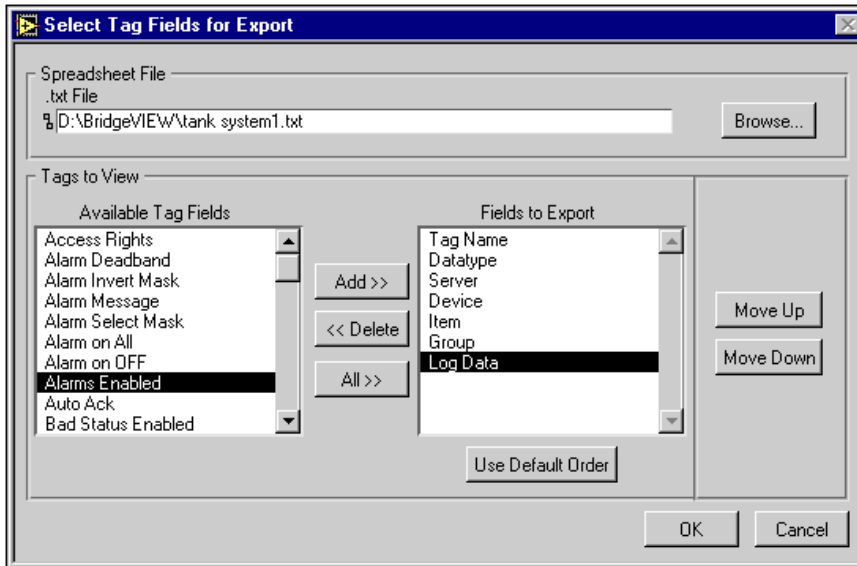 Select Tag Fields for Export
Spreadsheet File
.txt File
D:\BridgeVIEW\tank system1.txt
Browse...
Tags to View
Available Tag Fields
Access Rights
Alarm Deadband
Alarm Invert Mask
Alarm Message
Alarm Select Mask
Alarm on All
Alarm on OFF
Alarms Enabled
Auto Ack
Bad Status Enabled
Add >>
<< Delete
All >>
Fields to Export
Tag Name
Datatype
Server
Device
Item
Group
Log Data
Use Default Order
Move Up
Move Down
OK
Cancel